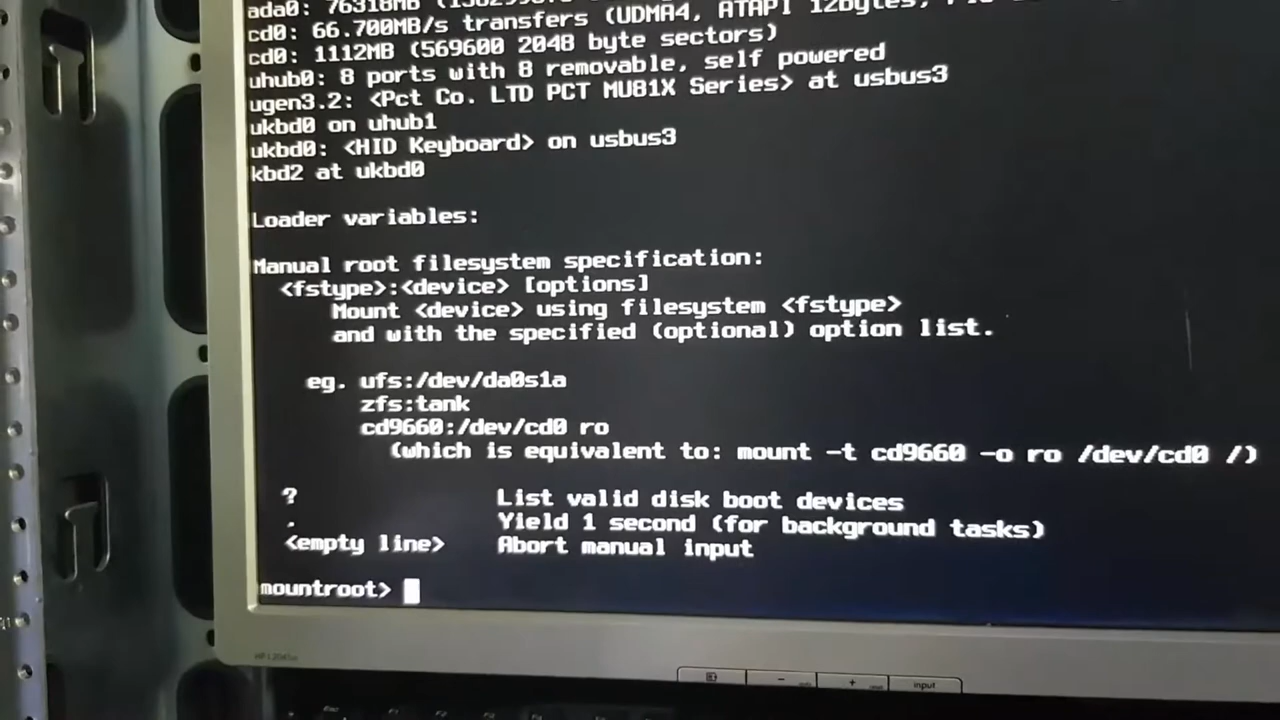 ada0: 76318MB
cd0: 66.700MB/s transfers (UDMA4, ATAPI 12bytes,
cd0: 1112MB (569600 2048 byte sectors)
uhub0: 8 ports with 8 removable, self powered
ugen3.2: <Pct Co. LTD PCT MU81X Series> at usbus3
ukbd0 on uhub1
ukbd0: <HID Keyboard> on usbus3
kbd2 at ukbd0
Loader variables:
Manual root filesystem specification:
<fstype>:<device> [options]
Mount <device> using filesystem <fstype>
and with the specified (optional) option list.
eg. ufs:/dev/da0s1a
zfs:tank
cd9660:/dev/cd0 ro
(which is equivalent to: mount -t cd9660 -o ro /dev/cd0 /)
? List valid disk boot devices
. Yield 1 second (for background tasks)
<empty line> Abort manual input
mountroot>
input